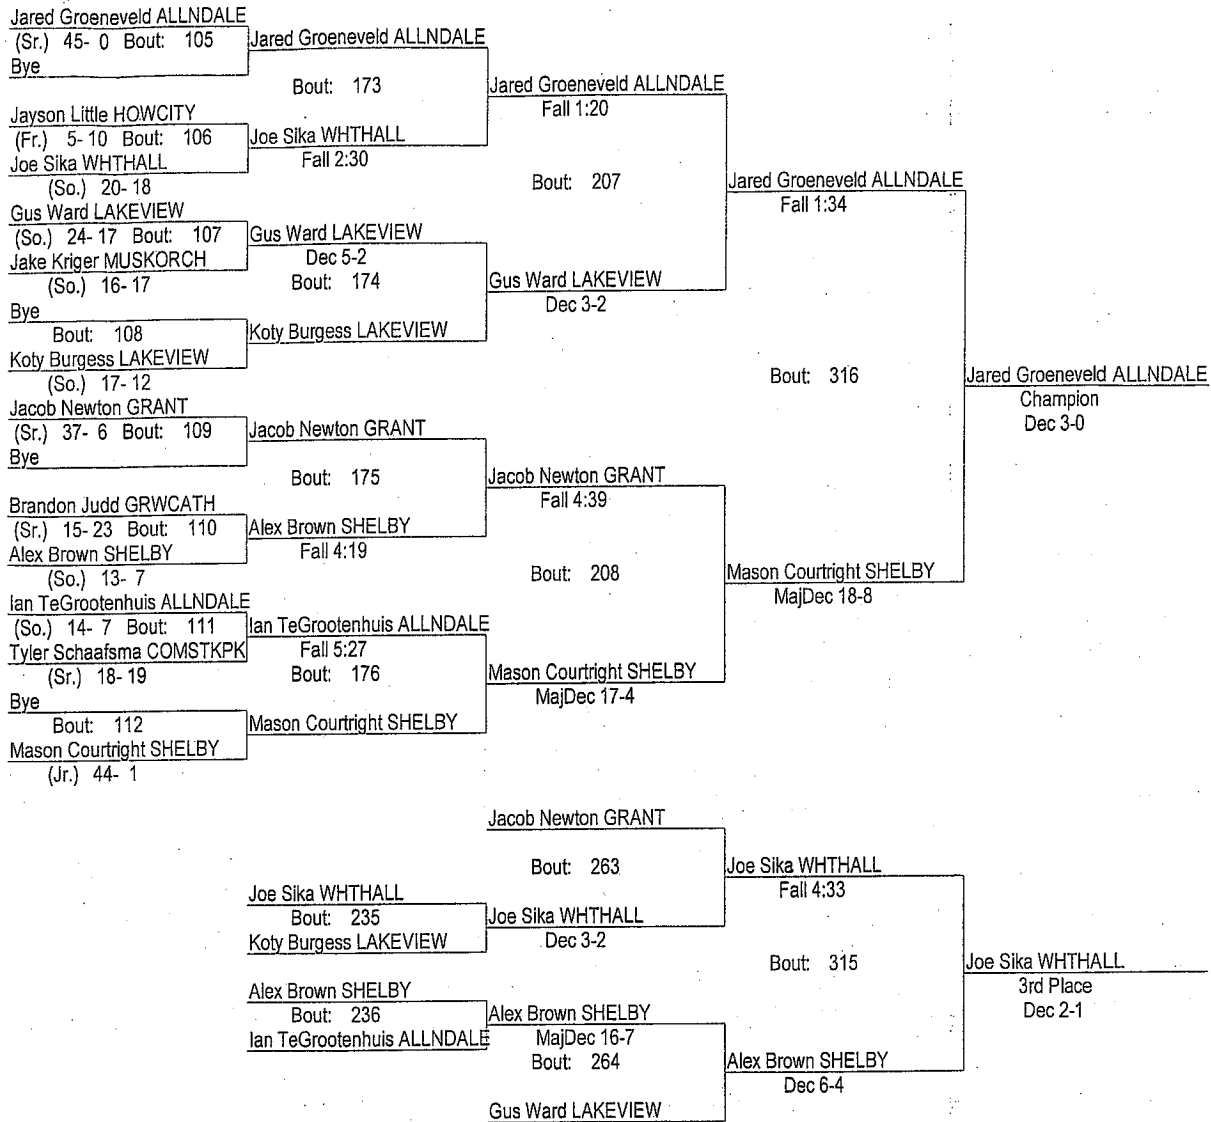 Jared Groeneveld ALLNDALE
(Sr.) 45- 0 Bout: 105
Bye
Jayson Little HOWCITY
(Fr.) 5- 10 Bout: 106
Joe Sika WHTHALL
(So.) 20- 18
Gus Ward LAKEVIEW
(So.) 24- 17 Bout: 107
Jake Kriger MUSKORCH
(So.) 16- 17
Bye
Bout: 108
Koty Burgess LAKEVIEW
(So.) 17- 12
Jacob Newton GRANT
(Sr.) 37- 6 Bout: 109
Bye
Brandon Judd GRWCATH
(Sr.) 15- 23 Bout: 110
Alex Brown SHELBY
(So.) 13- 7
Ian TeGrootenhuis ALLNDALE
(So.) 14- 7 Bout: 111
Tyler Schaafsma COMSTKPK
(Sr.) 18- 19
Bye
Bout: 112
Mason Courtright SHELBY
(Jr.) 44- 1
Jared Groeneveld ALLNDALE
Bout: 173
Joe Sika WHTHALL
Fall 2:30
Gus Ward LAKEVIEW
Dec 5-2
Bout: 174
Koty Burgess LAKEVIEW
Jacob Newton GRANT
Bout: 175
Alex Brown SHELBY
Fall 4:19
Ian TeGrootenhuis ALLNDALE
Fall 5:27
Bout: 176
Mason Courtright SHELBY
Jared Groeneveld ALLNDALE
Fall 1:20
Bout: 207
Gus Ward LAKEVIEW
Dec 3-2
Jacob Newton GRANT
Fall 4:39
Bout: 208
Mason Courtright SHELBY
MajDec 17-4
Jared Groeneveld ALLNDALE
Fall 1:34
Bout: 316
Mason Courtright SHELBY
MajDec 18-8
Jared Groeneveld ALLNDALE
Champion
Dec 3-0
Joe Sika WHTHALL
Bout: 235
Koty Burgess LAKEVIEW
Alex Brown SHELBY
Bout: 236
Ian TeGrootenhuis ALLNDALE
Jacob Newton GRANT
Bout: 263
Joe Sika WHTHALL
Dec 3-2
Alex Brown SHELBY
MajDec 16-7
Bout: 264
Gus Ward LAKEVIEW
Joe Sika WHTHALL
Fall 4:33
Bout: 315
Alex Brown SHELBY
Dec 6-4
Joe Sika WHTHALL
3rd Place
Dec 2-1